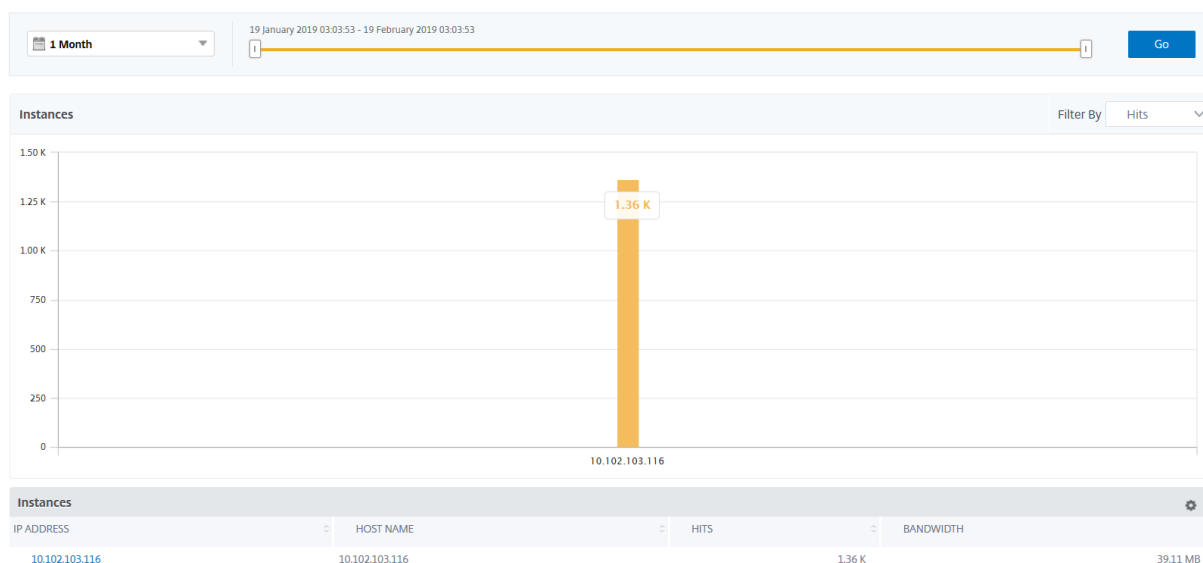 19 January 2019 03:03:53 - 19 February 2019 03:03:53
1 Month
Go
Instances
Filter By Hits
1.50 K
1.36 K
1.25 K
1.00 K
750
500
250
0
10.102.103.116
Instances
IP ADDRESS HOST NAME HITS BANDWIDTH
10.102.103.116 10.102.103.116 1.36 K 39.11 MB